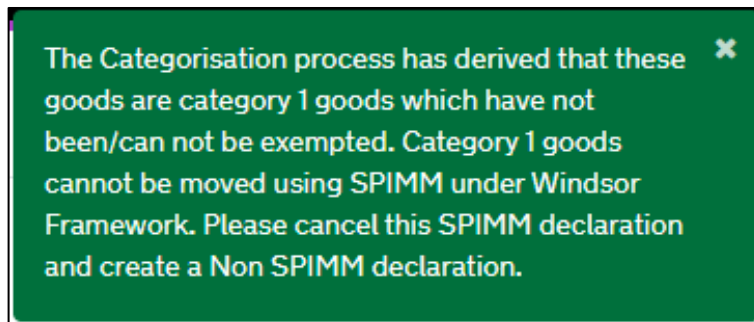 The Categorisation process has derived that these
goods are category 1 goods which have not
been/can not be exempted. Category 1 goods
cannot be moved using SPIMM under Windsor
Framework. Please cancel this SPIMM declaration
and create a Non SPIMM declaration.